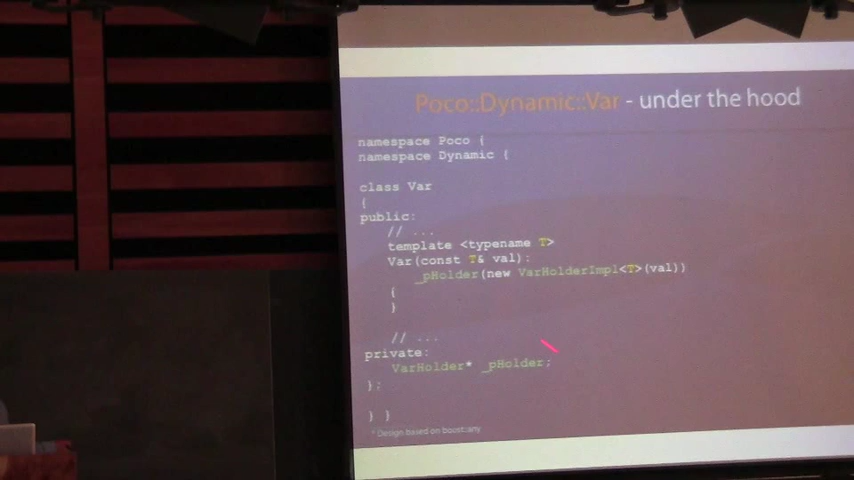 Poco::Dynamic::Var - under the hood
namespace Poco {
namespace Dynamic {
class Var
{
public:
// ...
template <typename T>
Var(const T& val):
_pHolder(new VarHolderImpl<T>(val))
{
}
// ...
private:
VarHolder* _pHolder;
};
} }
* Design based on boost::any